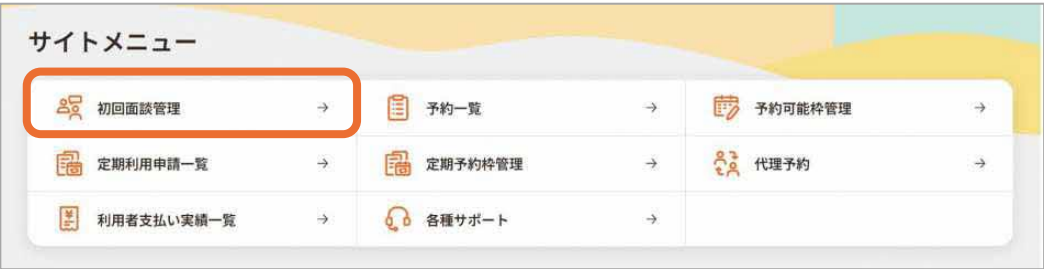 サイトメニュー
初回面談管理 →
予約一覧 →
予約可能枠管理 →
定期利用申請一覧 →
定期予約枠管理 →
代理予約 →
利用者支払い実績一覧 →
各種サポート →